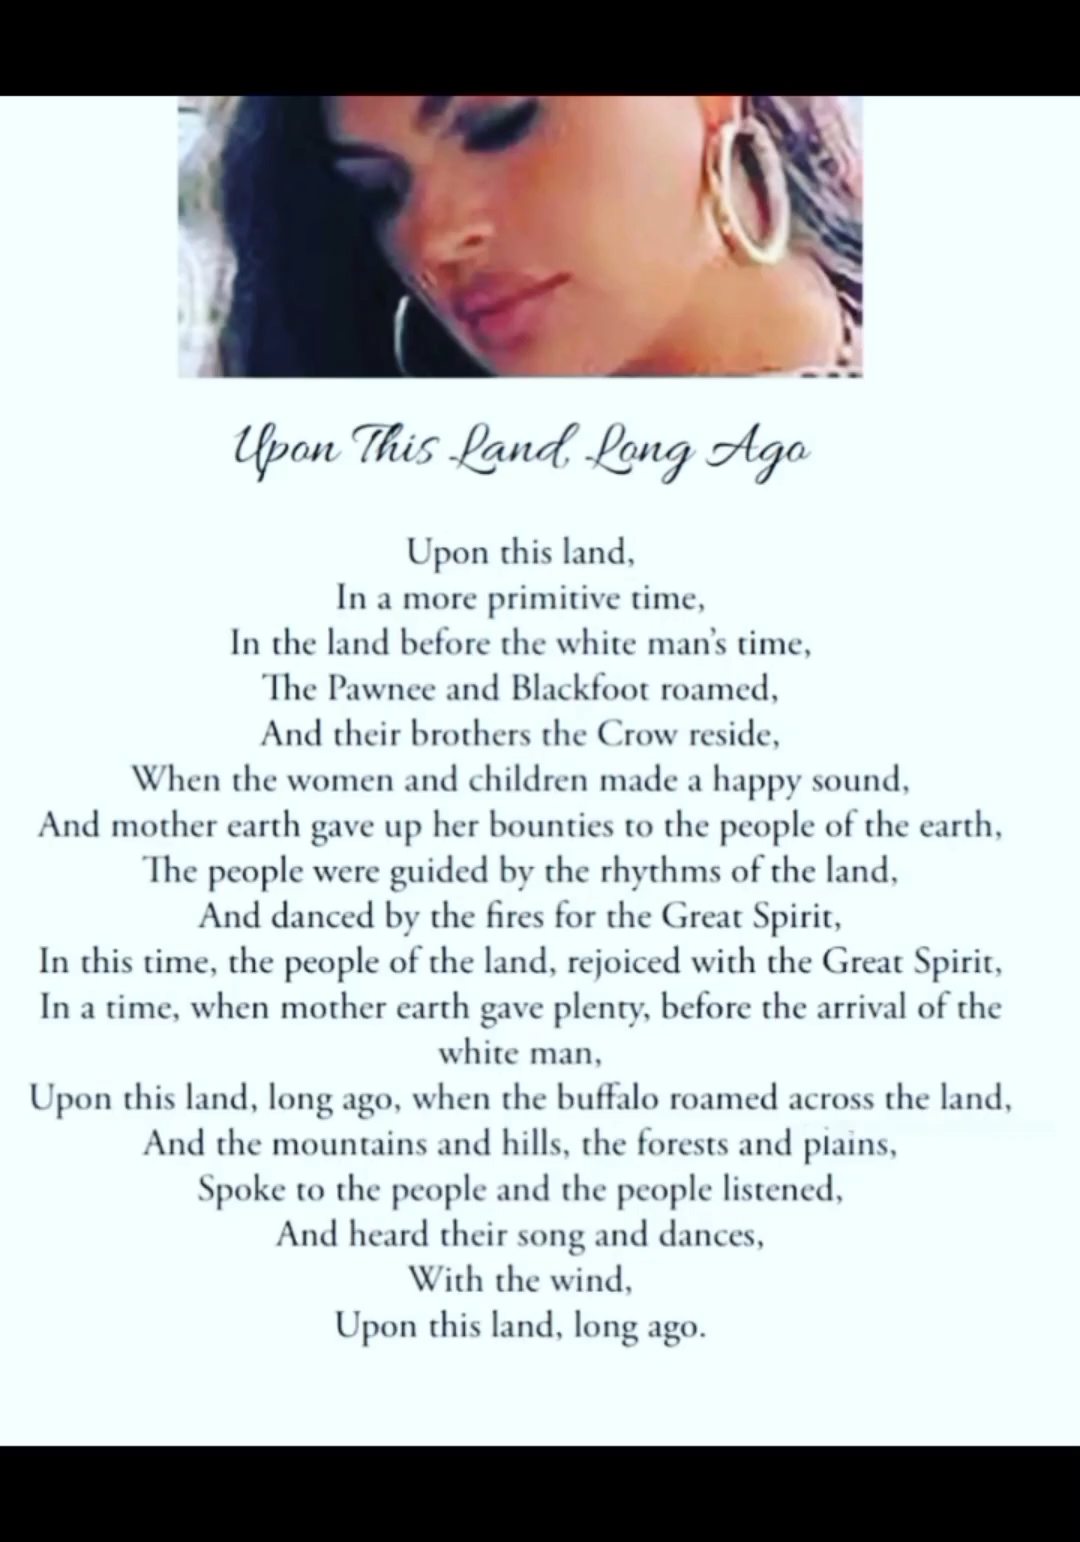 Upon This Land, Long Ago
Upon this land,
In a more primitive time,
In the land before the white man's time,
The Pawnee and Blackfoot roamed,
And their brothers the Crow reside,
When the women and children made a happy sound,
And mother earth gave up her bounties to the people of the earth,
The people were guided by the rhythms of the land,
And danced by the fires for the Great Spirit,
In this time, the people of the land, rejoiced with the Great Spirit,
In a time, when mother earth gave plenty, before the arrival of the
white man,
Upon this land, long ago, when the buffalo roamed across the land,
And the mountains and hills, the forests and plains,
Spoke to the people and the people listened,
And heard their song and dances,
With the wind,
Upon this land, long ago.